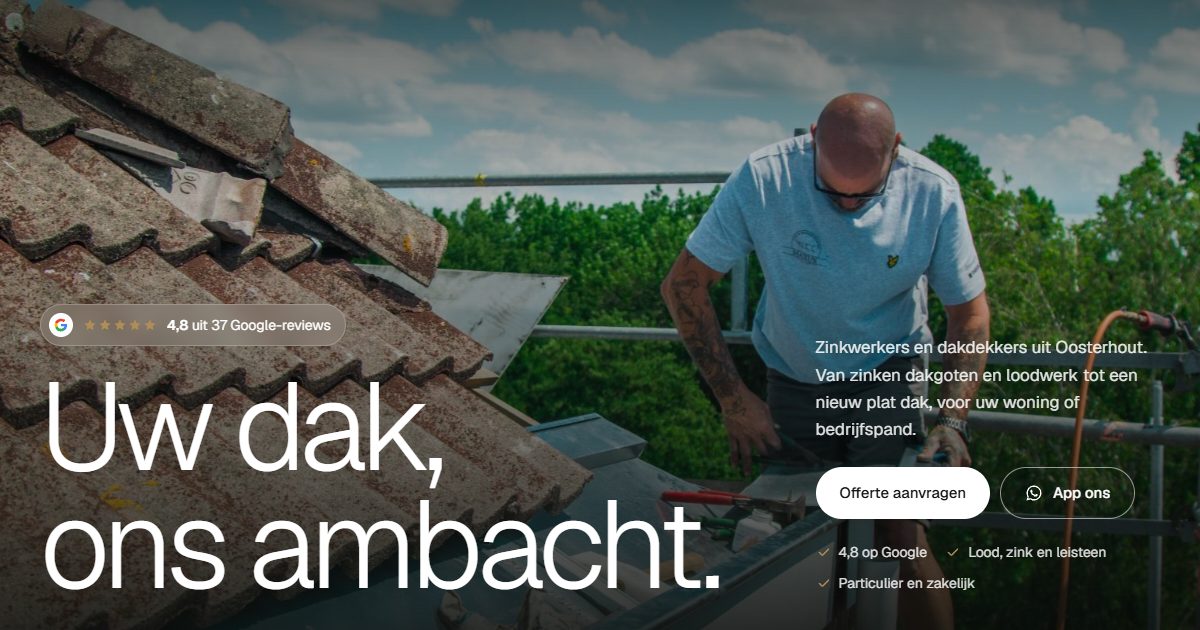 4,8 uit 37 Google-reviews
Uw dak,
ons ambacht.
Zinkwerkers en dakdekkers uit Oosterhout.
Van zinken dakgoten en loodwerk tot een
nieuw plat dak, voor uw woning of
bedrijfspand.
Offerte aanvragen
App ons
4,8 op Google
Lood, zink en leisteen
Particulier en zakelijk